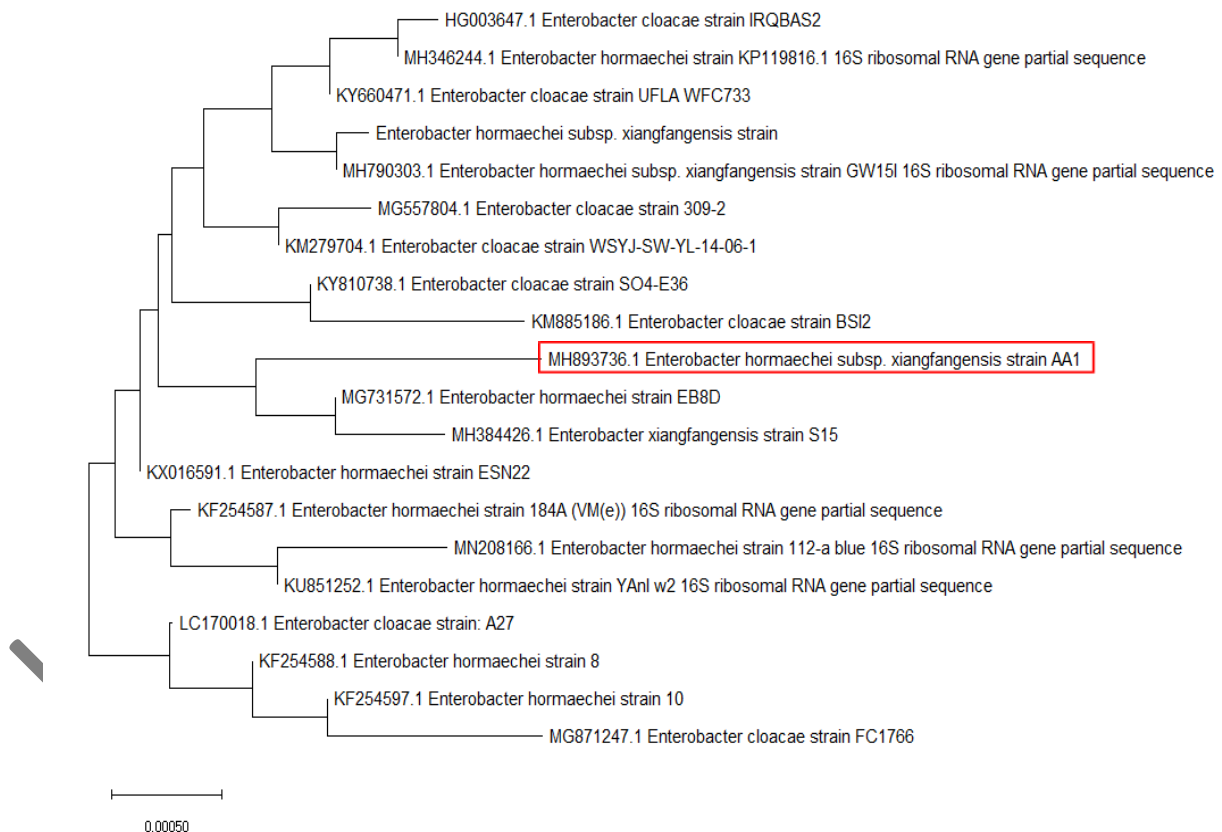 HG003647.1 Enterobacter cloacae strain IRQBAS2
MH346244.1 Enterobacter hormaechei strain KP119816.1 16S ribosomal RNA gene partial sequence
KY660471.1 Enterobacter cloacae strain UFLA WFC733
Enterobacter hormaechei subsp. xiangfangensis strain
MH790303.1 Enterobacter hormaechei subsp. xiangfangensis strain GW15l 16S ribosomal RNA gene partial sequence
MG557804.1 Enterobacter cloacae strain 309-2
KM279704.1 Enterobacter cloacae strain WSYJ-SW-YL-14-06-1
KY810738.1 Enterobacter cloacae strain SO4-E36
KM885186.1 Enterobacter cloacae strain BSI2
MH893736.1 Enterobacter hormaechei subsp. xiangfangensis strain AA1
MG731572.1 Enterobacter hormaechei strain EB8D
MH384426.1 Enterobacter xiangfangensis strain S15
KX016591.1 Enterobacter hormaechei strain ESN22
KF254587.1 Enterobacter hormaechei strain 184A (VM(e)) 16S ribosomal RNA gene partial sequence
MN208166.1 Enterobacter hormaechei strain 112-a blue 16S ribosomal RNA gene partial sequence
KU851252.1 Enterobacter hormaechei strain YAnl w2 16S ribosomal RNA gene partial sequence
LC170018.1 Enterobacter cloacae strain: A27
KF254588.1 Enterobacter hormaechei strain 8
KF254597.1 Enterobacter hormaechei strain 10
MG871247.1 Enterobacter cloacae strain FC1766
0.00050